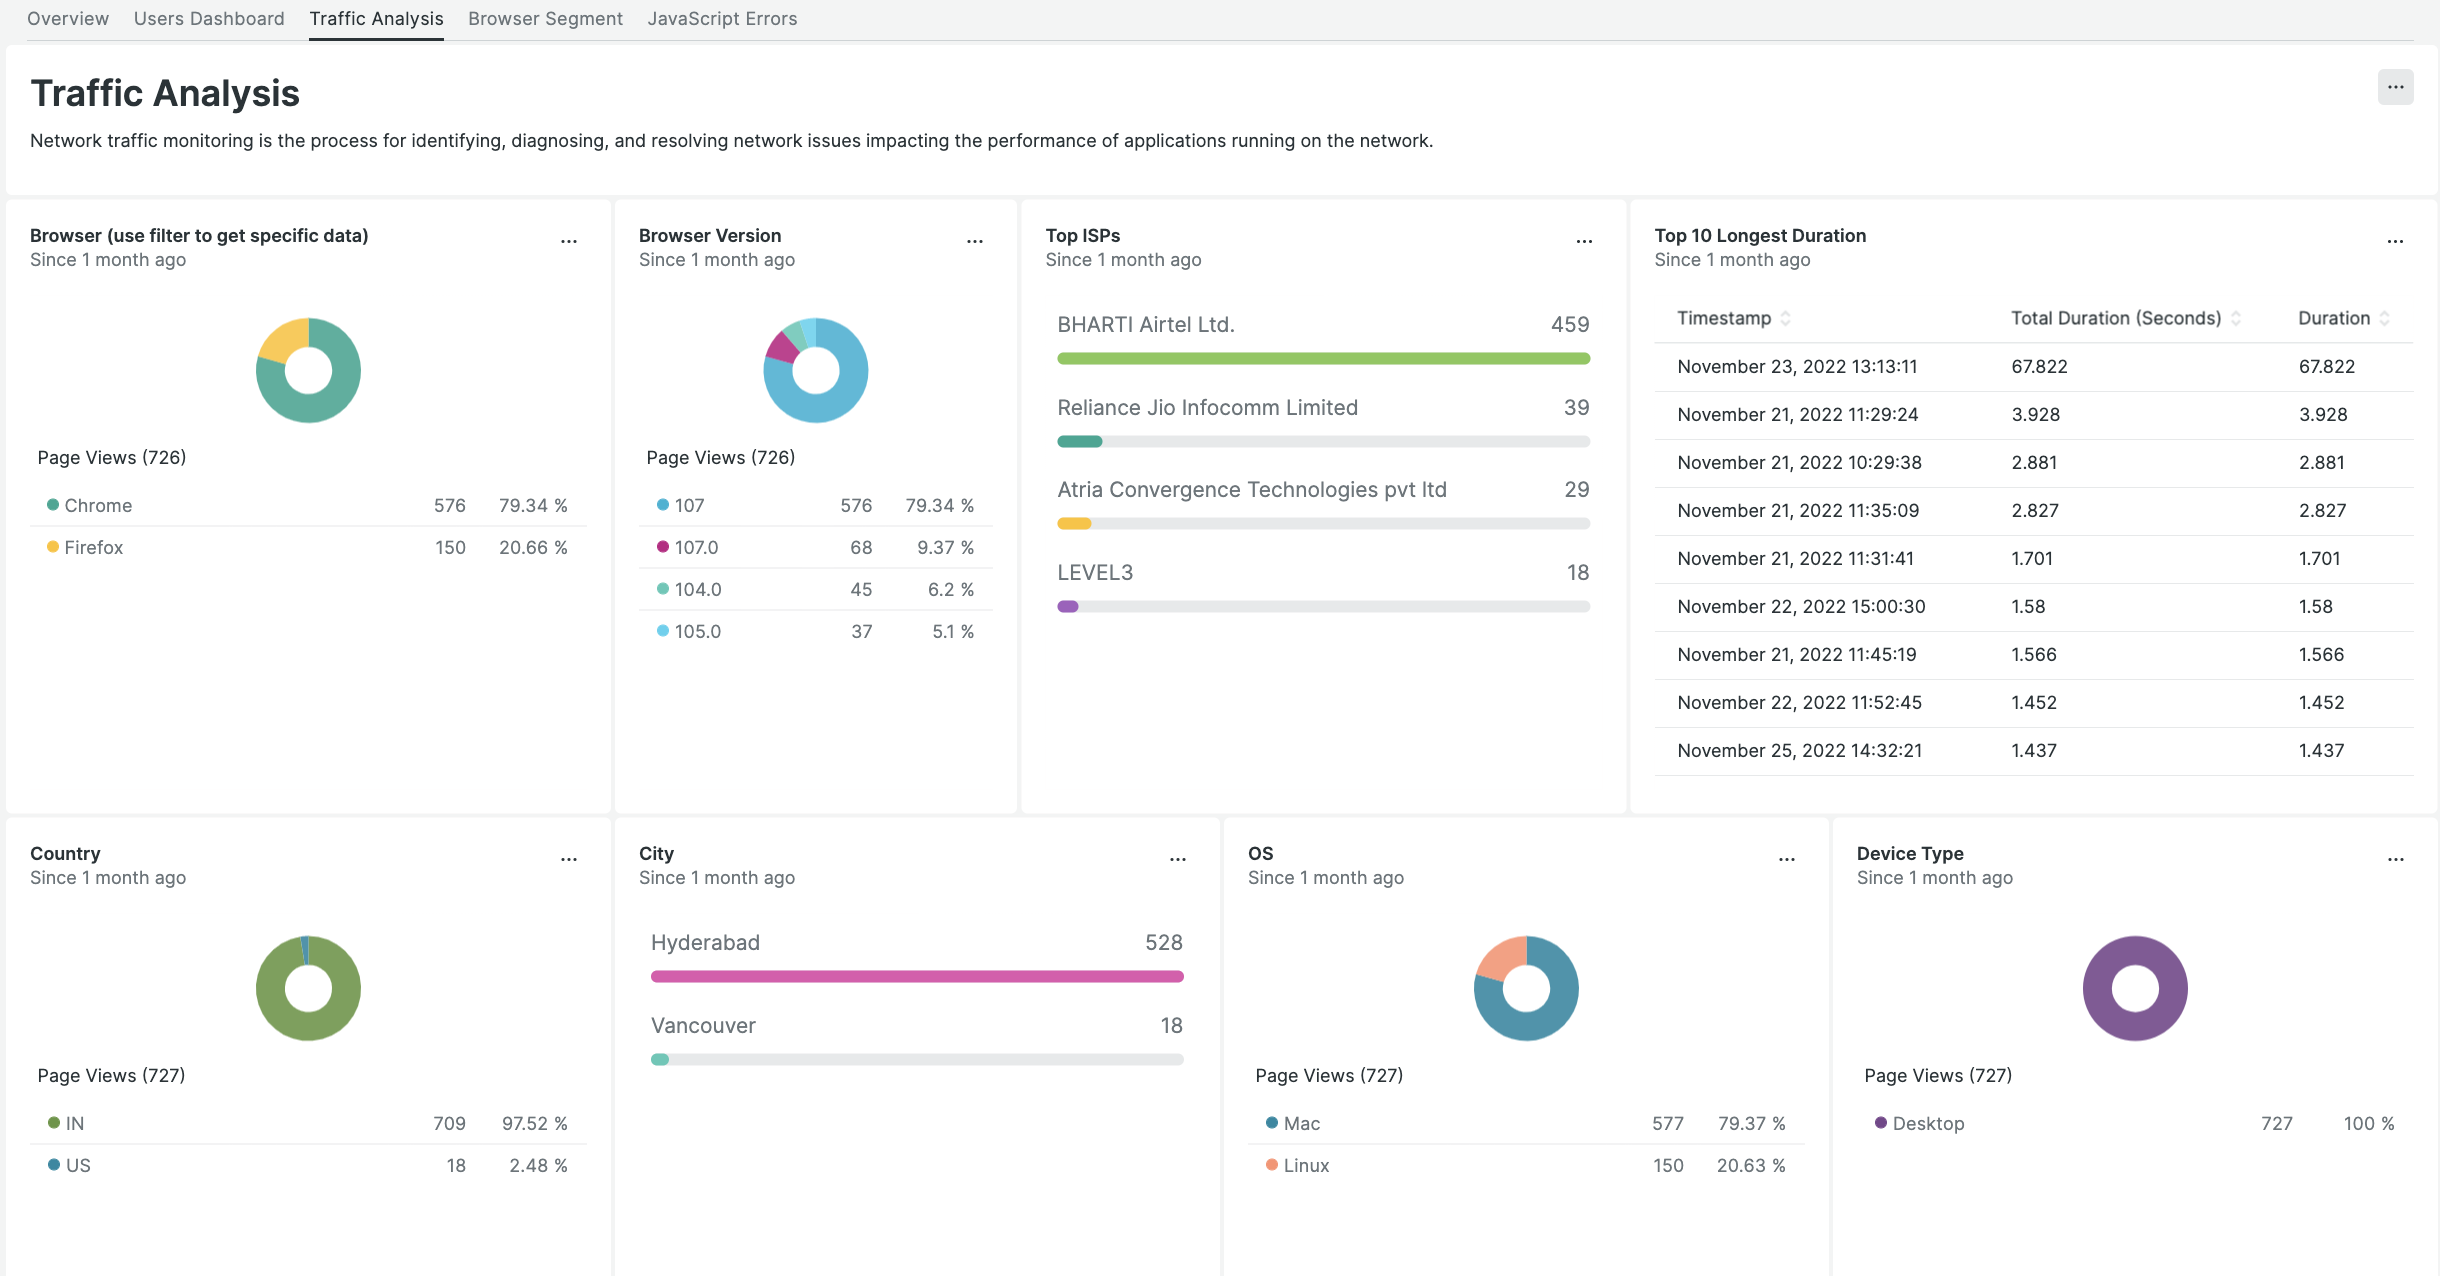 Overview Users Dashboard Traffic Analysis Browser Segment JavaScript Errors
Traffic Analysis
...
Network traffic monitoring is the process for identifying, diagnosing, and resolving network issues impacting the performance of applications running on the network.
Browser (use filter to get specific data)
...
Since 1 month ago
Page Views (726)
Chrome 576 79.34 %
Firefox 150 20.66 %
Browser Version
...
Since 1 month ago
Page Views (726)
107 576 79.34 %
107.0 68 9.37 %
104.0 45 6.2 %
105.0 37 5.1 %
Top ISPs
...
Since 1 month ago
BHARTI Airtel Ltd. 459
Reliance Jio Infocomm Limited 39
Atria Convergence Technologies pvt ltd 29
LEVEL3 18
Top 10 Longest Duration
...
Since 1 month ago
Timestamp Total Duration (Seconds) Duration
November 23, 2022 13:13:11 67.822 67.822
November 21, 2022 11:29:24 3.928 3.928
November 21, 2022 10:29:38 2.881 2.881
November 21, 2022 11:35:09 2.827 2.827
November 21, 2022 11:31:41 1.701 1.701
November 22, 2022 15:00:30 1.58 1.58
November 21, 2022 11:45:19 1.566 1.566
November 22, 2022 11:52:45 1.452 1.452
November 25, 2022 14:32:21 1.437 1.437
Country
...
Since 1 month ago
Page Views (727)
IN 709 97.52 %
US 18 2.48 %
City
...
Since 1 month ago
Hyderabad 528
Vancouver 18
OS
...
Since 1 month ago
Page Views (727)
Mac 577 79.37 %
Linux 150 20.63 %
Device Type
...
Since 1 month ago
Page Views (727)
Desktop 727 100 %